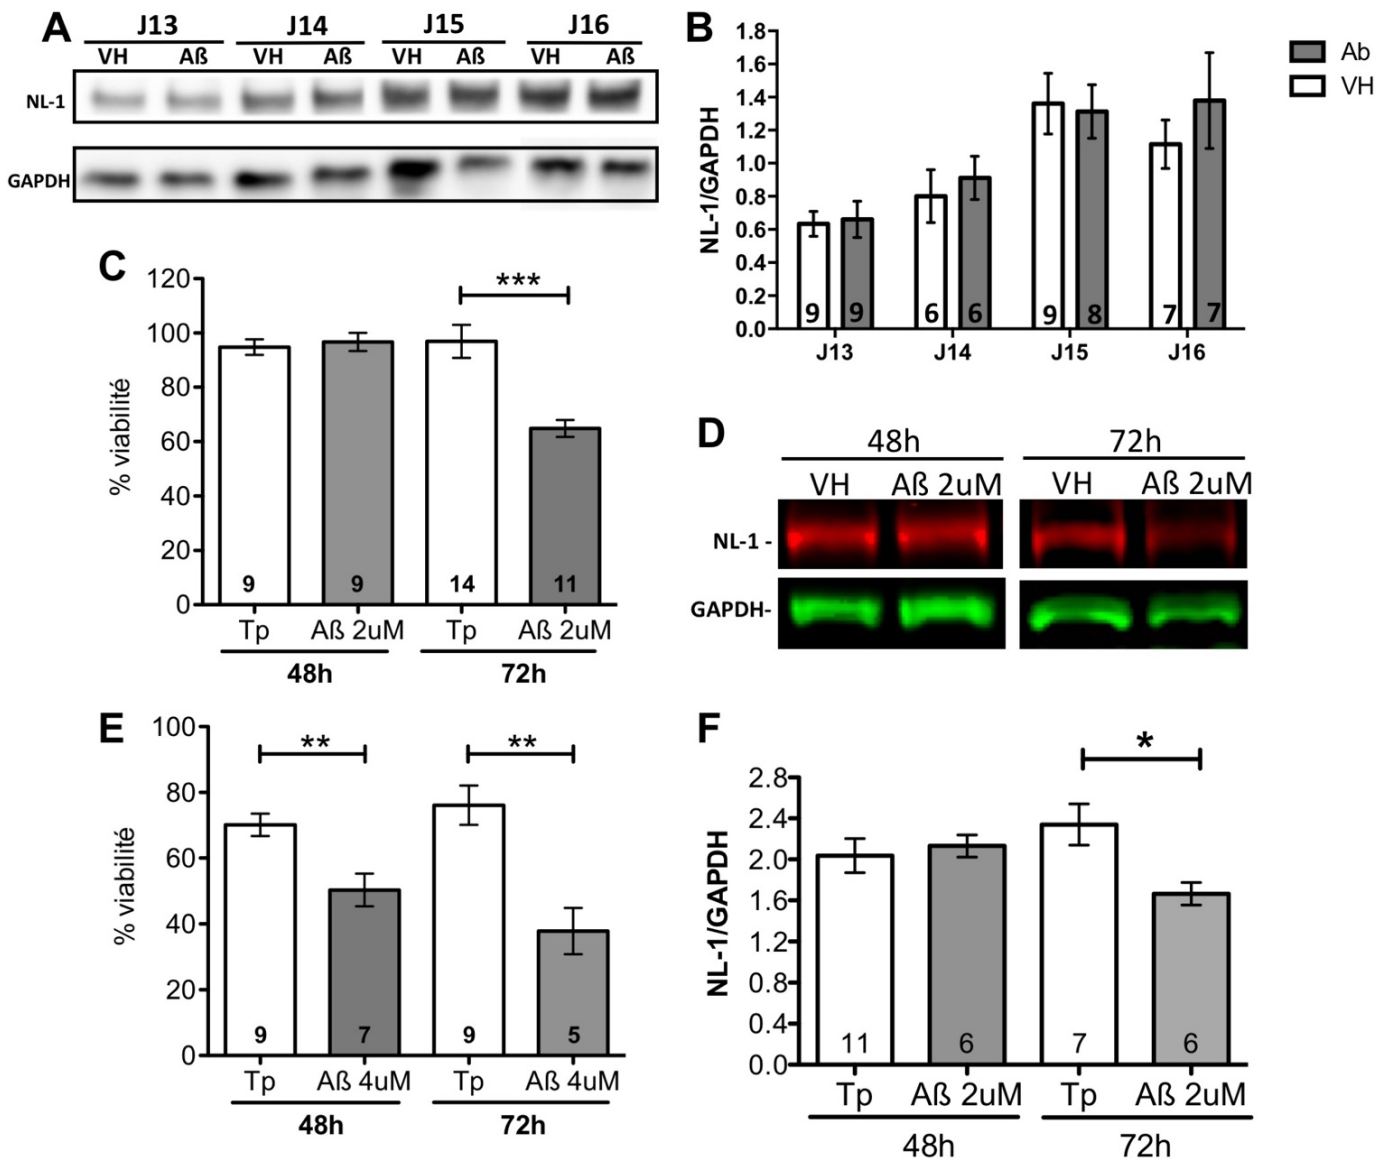 A
J13 J14 J15 J16
VH Aß VH Aß VH Aß VH Aß
NL-1
GAPDH
B
NL-1/GAPDH
1.8
1.6
1.4
1.2
1.0
0.8
0.6
0.4
0.2
0.0
9 9 6 6 9 8 7 7
J13 J14 J15 J16
Ab
VH
C
% viabilité
120
100
80
60
40
20
0
***
9 9 14 11
Tp Aß 2uM Tp Aß 2uM
48h 72h
D
48h 72h
VH Aß 2uM VH Aß 2uM
NL-1 -
GAPDH-
E
% viabilité
100
80
60
40
20
0
** **
9 7 9 5
Tp Aß 4uM Tp Aß 4uM
48h 72h
F
NL-1/GAPDH
2.8
2.4
2.0
1.6
1.2
0.8
0.4
0.0
*
11 6 7 6
Tp Aß 2uM Tp Aß 2uM
48h 72h